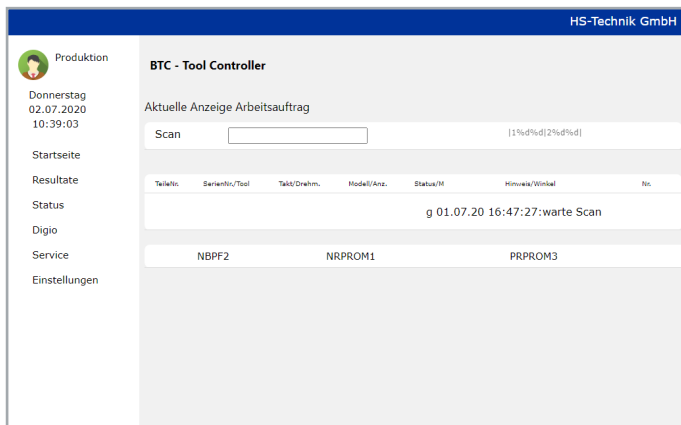 HS-Technik GmbH
Produktion
Donnerstag
02.07.2020
10:39:03
Startseite
Resultate
Status
Digio
Service
Einstellungen
BTC - Tool Controller
Aktuelle Anzeige Arbeitsauftrag
Scan |1%d%d|2%d%d|
TeileNr. SerienNr./Tool Takt/Drehm. Modell/Anz. Status/M Hinweis/Winkel Nr.
g 01.07.20 16:47:27:warte Scan
NBPF2 NRPROM1 PRPROM3